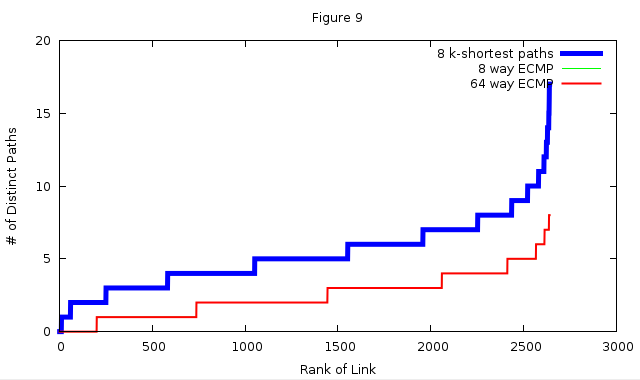 Figure 9
20
15
10
5
0
# of Distinct Paths
8 k-shortest paths
8 way ECMP
64 way ECMP
0 500 1000 1500 2000 2500 3000
Rank of Link